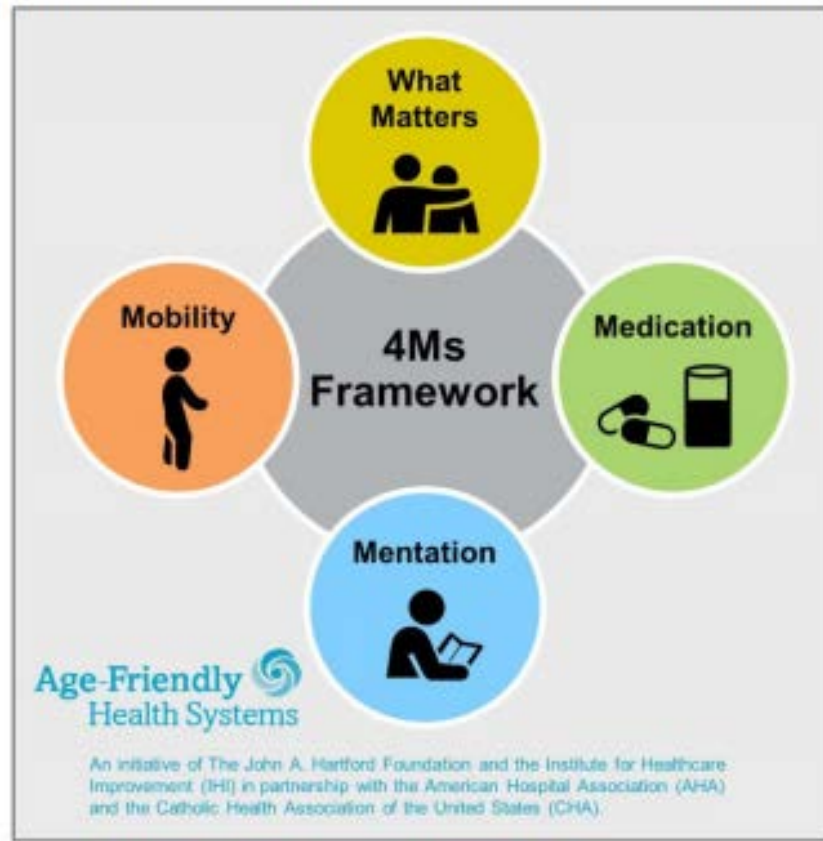 What
Matters
Mobility
4Ms
Framework
Medication
Mentation
Age-Friendly
Health Systems
An initiative of The John A. Hartford Foundation and the Institute for Healthcare
Improvement (IHI) in partnership with the American Hospital Association (AHA)
and the Catholic Health Association of the United States (CHA).